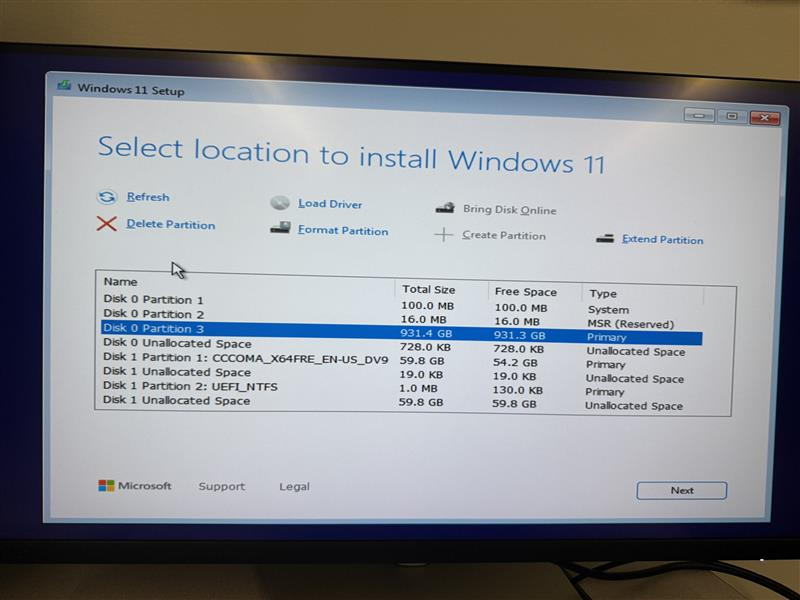 Windows 11 Setup
Select location to install Windows 11
Refresh
Load Driver
Bring Disk Online
Delete Partition
Format Partition
Create Partition
Extend Partition
Name Total Size Free Space Type
Disk 0 Partition 1 100.0 MB 100.0 MB System
Disk 0 Partition 2 16.0 MB 16.0 MB MSR (Reserved)
Disk 0 Partition 3 931.4 GB 931.3 GB Primary
Disk 0 Unallocated Space 728.0 KB 728.0 KB Unallocated Space
Disk 1 Partition 1: CCCOMA_X64FRE_EN-US_DV9 59.8 GB 54.2 GB Primary
Disk 1 Unallocated Space 19.0 KB 19.0 KB Unallocated Space
Disk 1 Partition 2: UEFI_NTFS 1.0 MB 130.0 KB Primary
Disk 1 Unallocated Space 59.8 GB 59.8 GB Unallocated Space
Microsoft Support Legal
Next